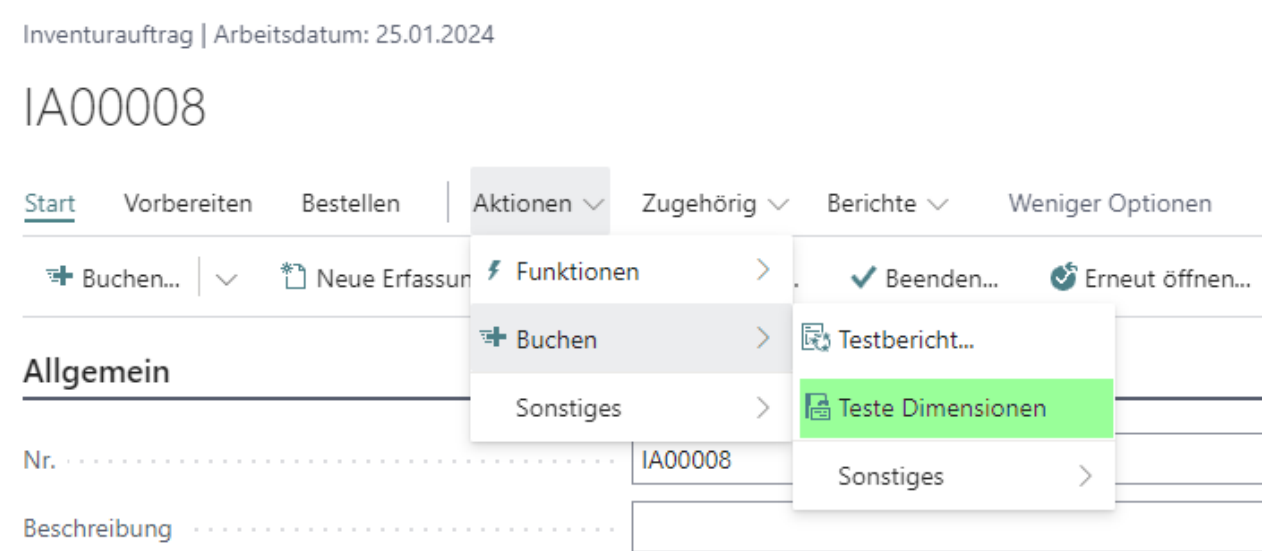 Inventurauftrag | Arbeitsdatum: 25.01.2024
IA00008
Start Vorbereiten Bestellen Aktionen Zugehörig Berichte Weniger Optionen
Buchen... Neue Erfassun . Beenden... Erneut öffnen...
Funktionen
Buchen
Sonstiges
Testbericht...
Teste Dimensionen
Sonstiges
Allgemein
Nr. IA00008
Beschreibung